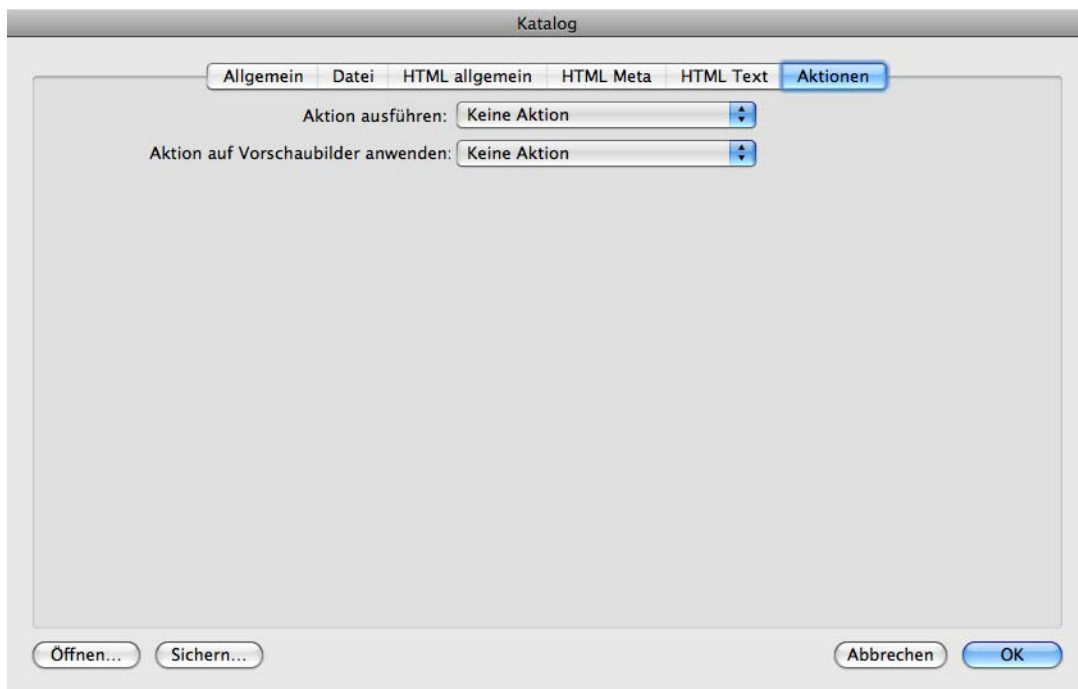 Katalog
Allgemein Datei HTML allgemein HTML Meta HTML Text Aktionen
Aktion ausführen: Keine Aktion
Aktion auf Vorschaubilder anwenden: Keine Aktion
Öffnen... Sichern... Abbrechen OK